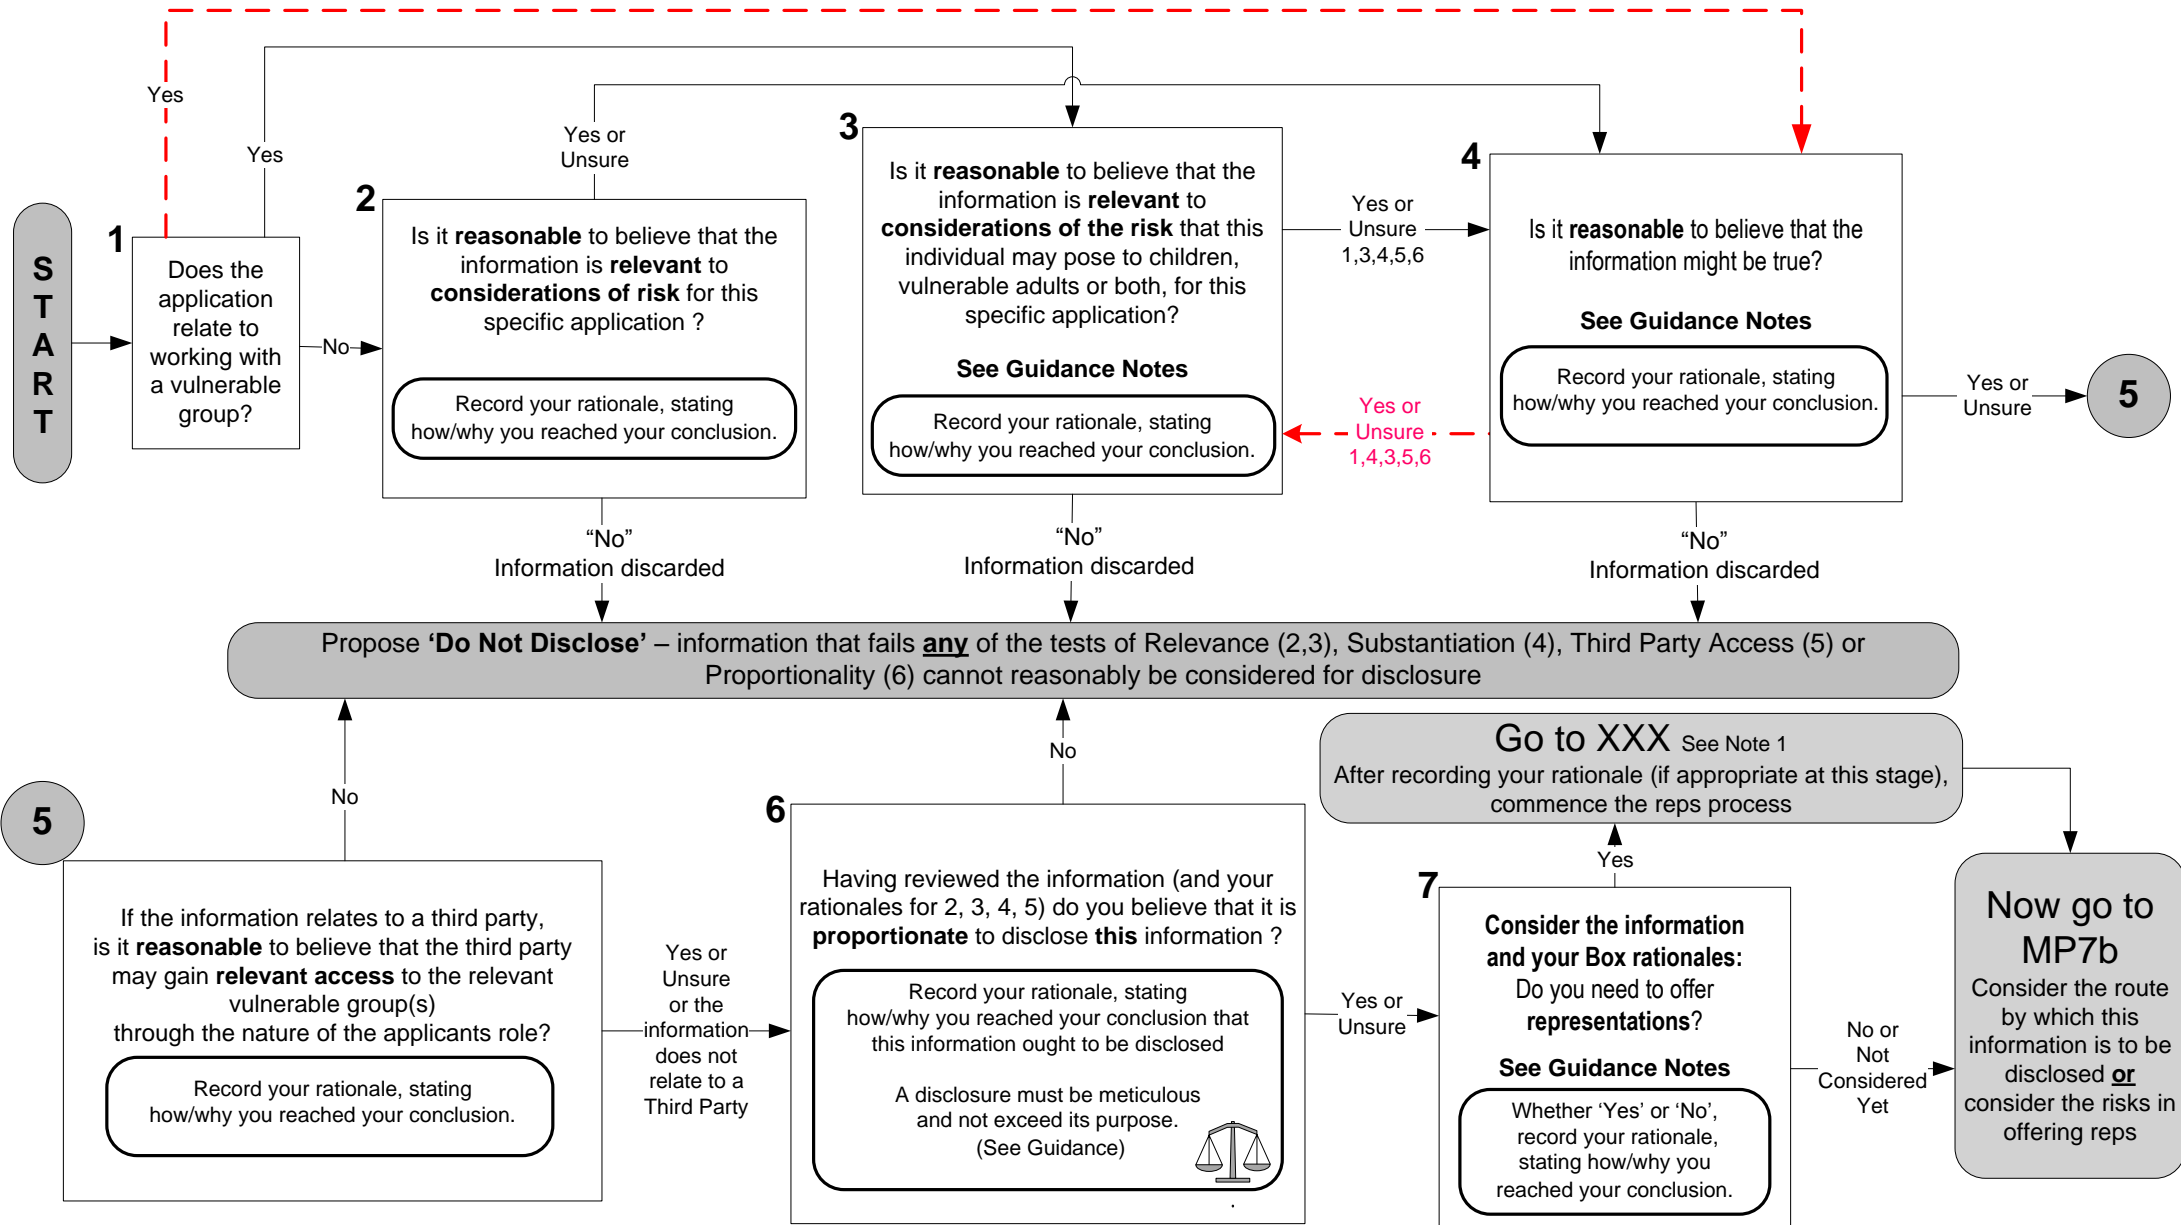 START
1
Does the
application
relate to
working with
a vulnerable
group?
Yes
Yes
No
2
Is it reasonable to believe that the
information is relevant to
considerations of risk for this
specific application ?
Record your rationale, stating
how/why you reached your conclusion.
Yes or
Unsure
“No”
Information discarded
3
Is it reasonable to believe that the
information is relevant to
considerations of the risk that this
individual may pose to children,
vulnerable adults or both, for this
specific application?
See Guidance Notes
Record your rationale, stating
how/why you reached your conclusion.
Yes or
Unsure
1,3,4,5,6
Yes or
Unsure
1,4,3,5,6
“No”
Information discarded
4
Is it reasonable to believe that the
information might be true?
See Guidance Notes
Record your rationale, stating
how/why you reached your conclusion.
Yes or
Unsure
5
“No”
Information discarded
Propose ‘Do Not Disclose’ – information that fails any of the tests of Relevance (2,3), Substantiation (4), Third Party Access (5) or
Proportionality (6) cannot reasonably be considered for disclosure
5
No
If the information relates to a third party,
is it reasonable to believe that the third party
may gain relevant access to the relevant
vulnerable group(s)
through the nature of the applicants role?
Record your rationale, stating
how/why you reached your conclusion.
Yes or
Unsure
or the
information
does not
relate to a
Third Party
No
6
Having reviewed the information (and your
rationales for 2, 3, 4, 5) do you believe that it is
proportionate to disclose this information ?
Record your rationale, stating
how/why you reached your conclusion that
this information ought to be disclosed
A disclosure must be meticulous
and not exceed its purpose.
(See Guidance)
.
Yes or
Unsure
Go to XXX See Note 1
After recording your rationale (if appropriate at this stage),
commence the reps process
Yes
7
Consider the information
and your Box rationales:
Do you need to offer
representations?
See Guidance Notes
Whether ‘Yes’ or ‘No’,
record your rationale,
stating how/why you
reached your conclusion.
No or
Not
Considered
Yet
Now go to
MP7b
Consider the route
by which this
information is to be
disclosed or
consider the risks in
offering reps